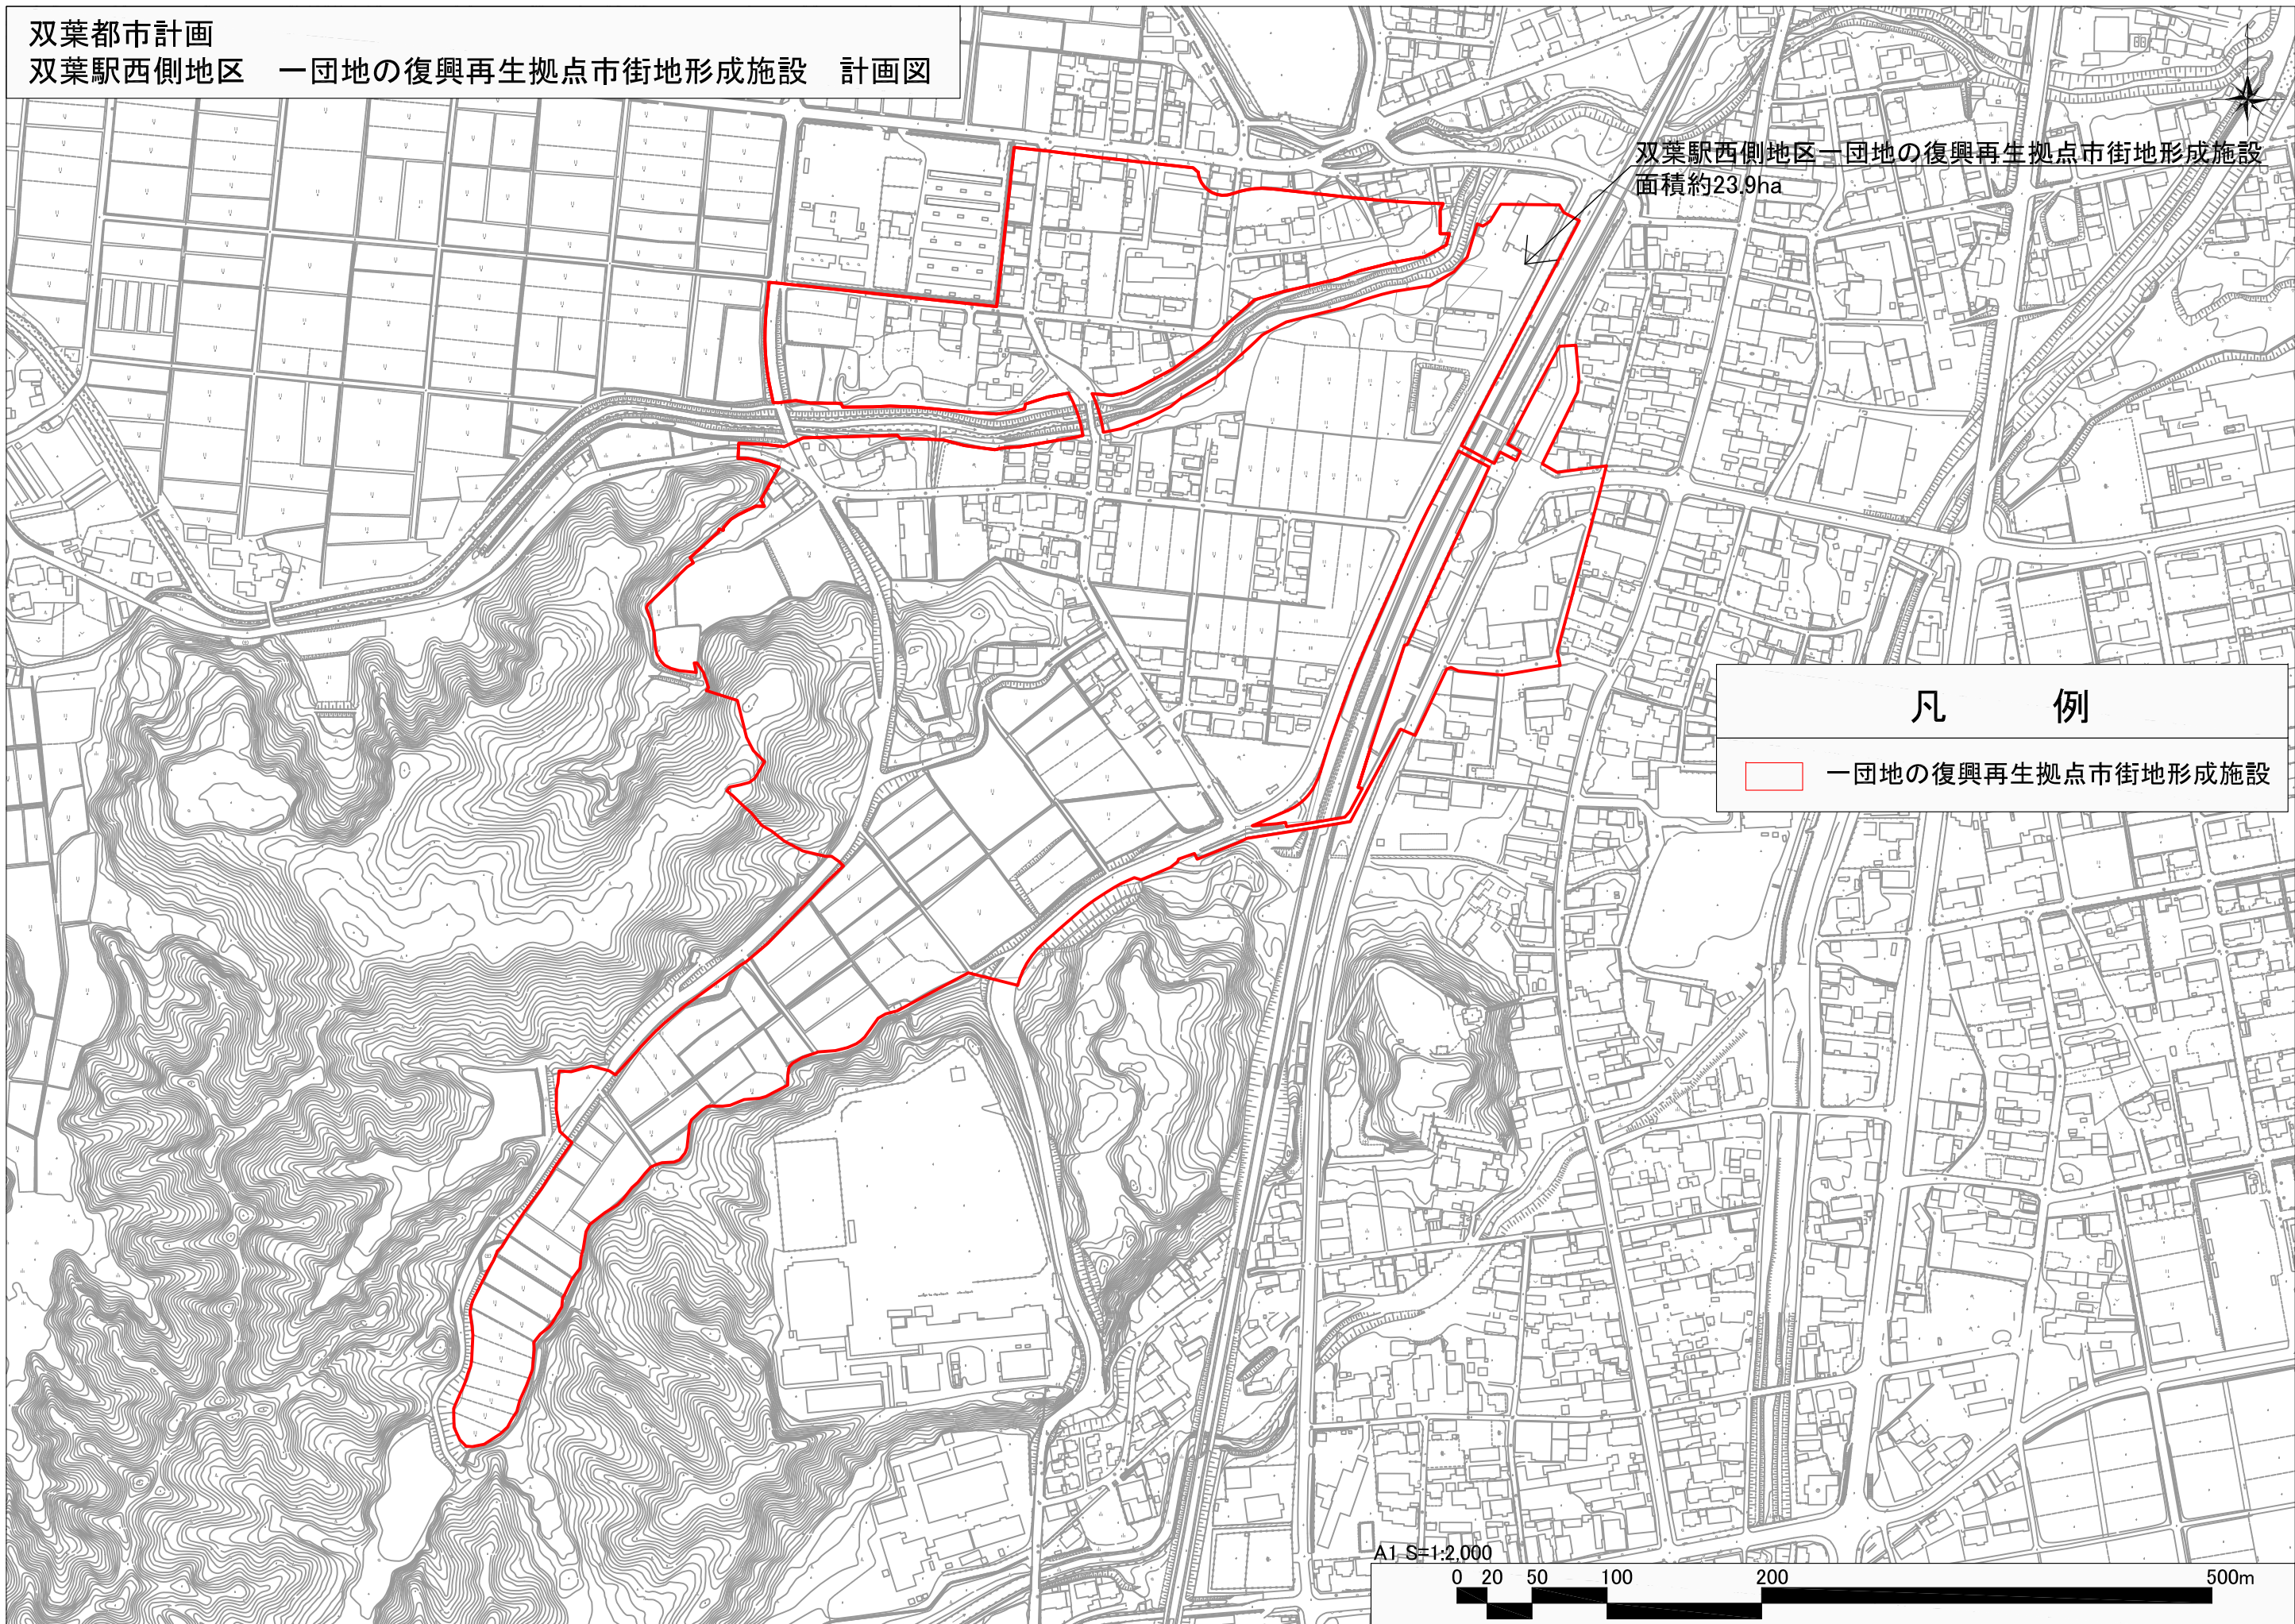 双葉都市計画
双葉駅西側地区　一団地の復興再生拠点市街地形成施設　計画図
双葉駅西側地区一団地の復興再生拠点市街地形成施設
面積約23.9ha
凡　例
一団地の復興再生拠点市街地形成施設
A1 S=1:2,000
0 20 50 100 200 500m